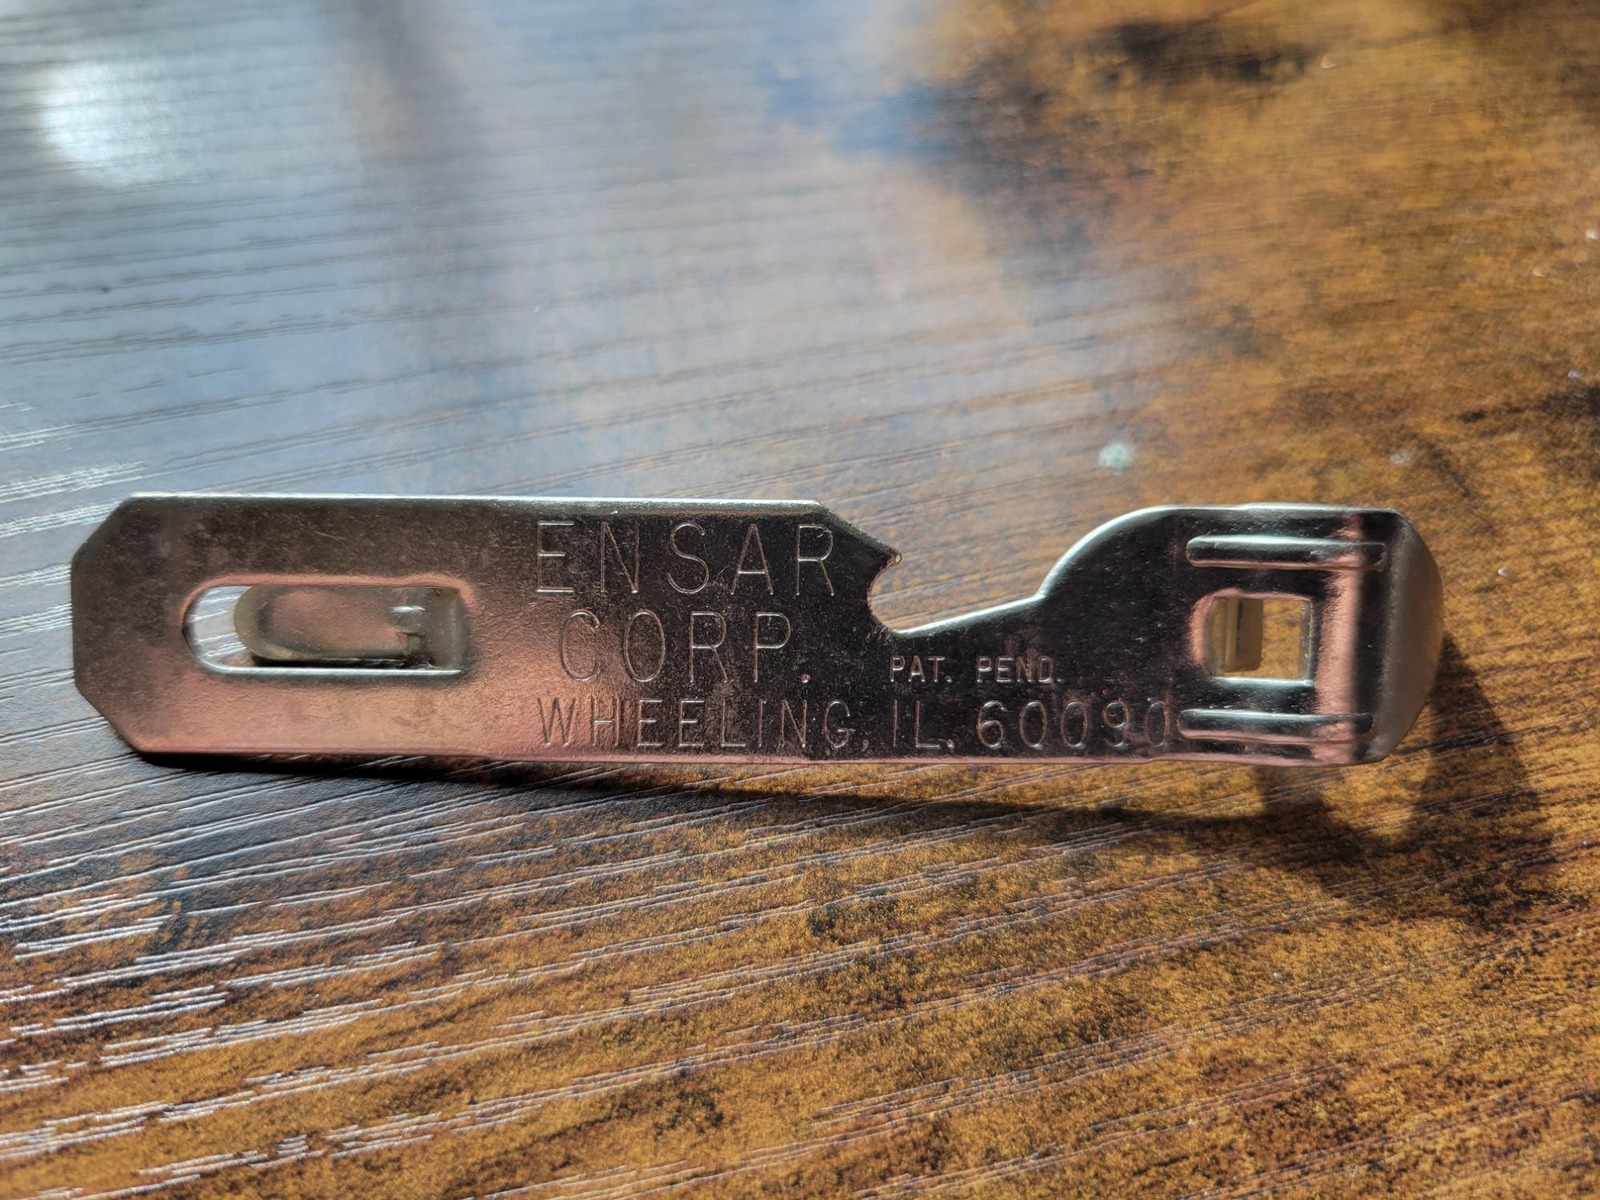 ENSAR
CORP.
PAT. PEND.
WHEELING, IL. 60090